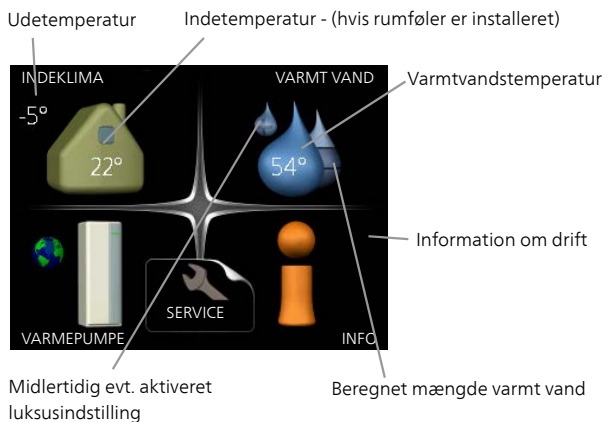 Udetemperatur
Indetemperatur - (hvis rumføler er installeret)
INDEKLIMA
VARMT VAND
Varmtvandstemperatur
-5°
22°
54°
Information om drift
SERVICE
VARMEPUMPE
INFO
Midlertidig evt. aktiveret
luksusindstilling
Beregnet mængde varmt vand